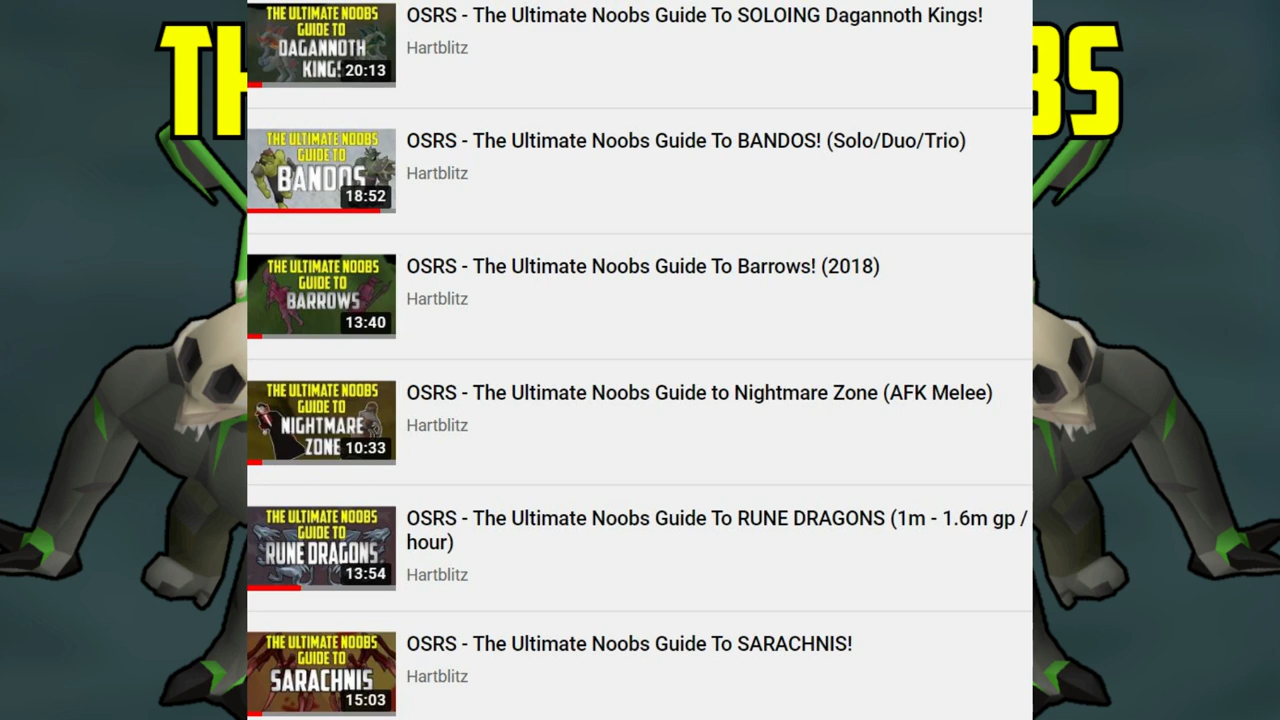 TH
BS
THE ULTIMATE NOOBS
GUIDE TO
DAGANNOTH
KINGS
20:13
OSRS - The Ultimate Noobs Guide To SOLOING Dagannoth Kings!
Hartblitz
THE ULTIMATE NOOBS
GUIDE TO
BANDOS
18:52
OSRS - The Ultimate Noobs Guide To BANDOS! (Solo/Duo/Trio)
Hartblitz
THE ULTIMATE NOOBS
GUIDE TO
BARROWS
13:40
OSRS - The Ultimate Noobs Guide To Barrows! (2018)
Hartblitz
THE ULTIMATE NOOBS
GUIDE TO
NIGHTMARE
ZONE
10:33
OSRS - The Ultimate Noobs Guide to Nightmare Zone (AFK Melee)
Hartblitz
THE ULTIMATE NOOBS
GUIDE TO
RUNE DRAGONS
13:54
OSRS - The Ultimate Noobs Guide To RUNE DRAGONS (1m - 1.6m gp /
hour)
Hartblitz
THE ULTIMATE NOOBS
GUIDE TO
SARACHNIS
15:03
OSRS - The Ultimate Noobs Guide To SARACHNIS!
Hartblitz